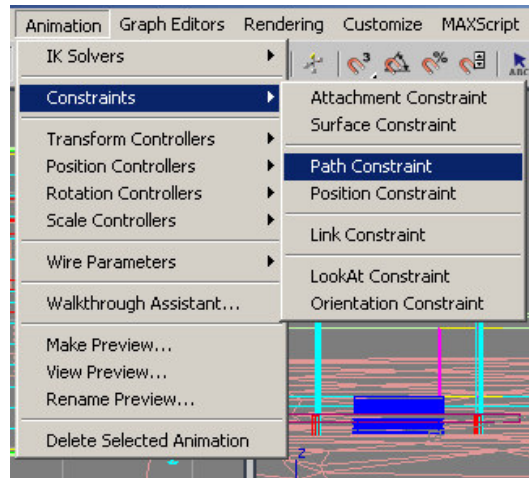 Animation Graph Editors Rendering Customize MAXScript
IK Solvers
3 % ABC
Constraints
Attachment Constraint
Surface Constraint
Transform Controllers
Position Controllers
Path Constraint
Rotation Controllers
Position Constraint
Scale Controllers
Link Constraint
Wire Parameters
LookAt Constraint
Walkthrough Assistant...
Orientation Constraint
Make Preview...
View Preview...
Rename Preview...
Delete Selected Animation
z